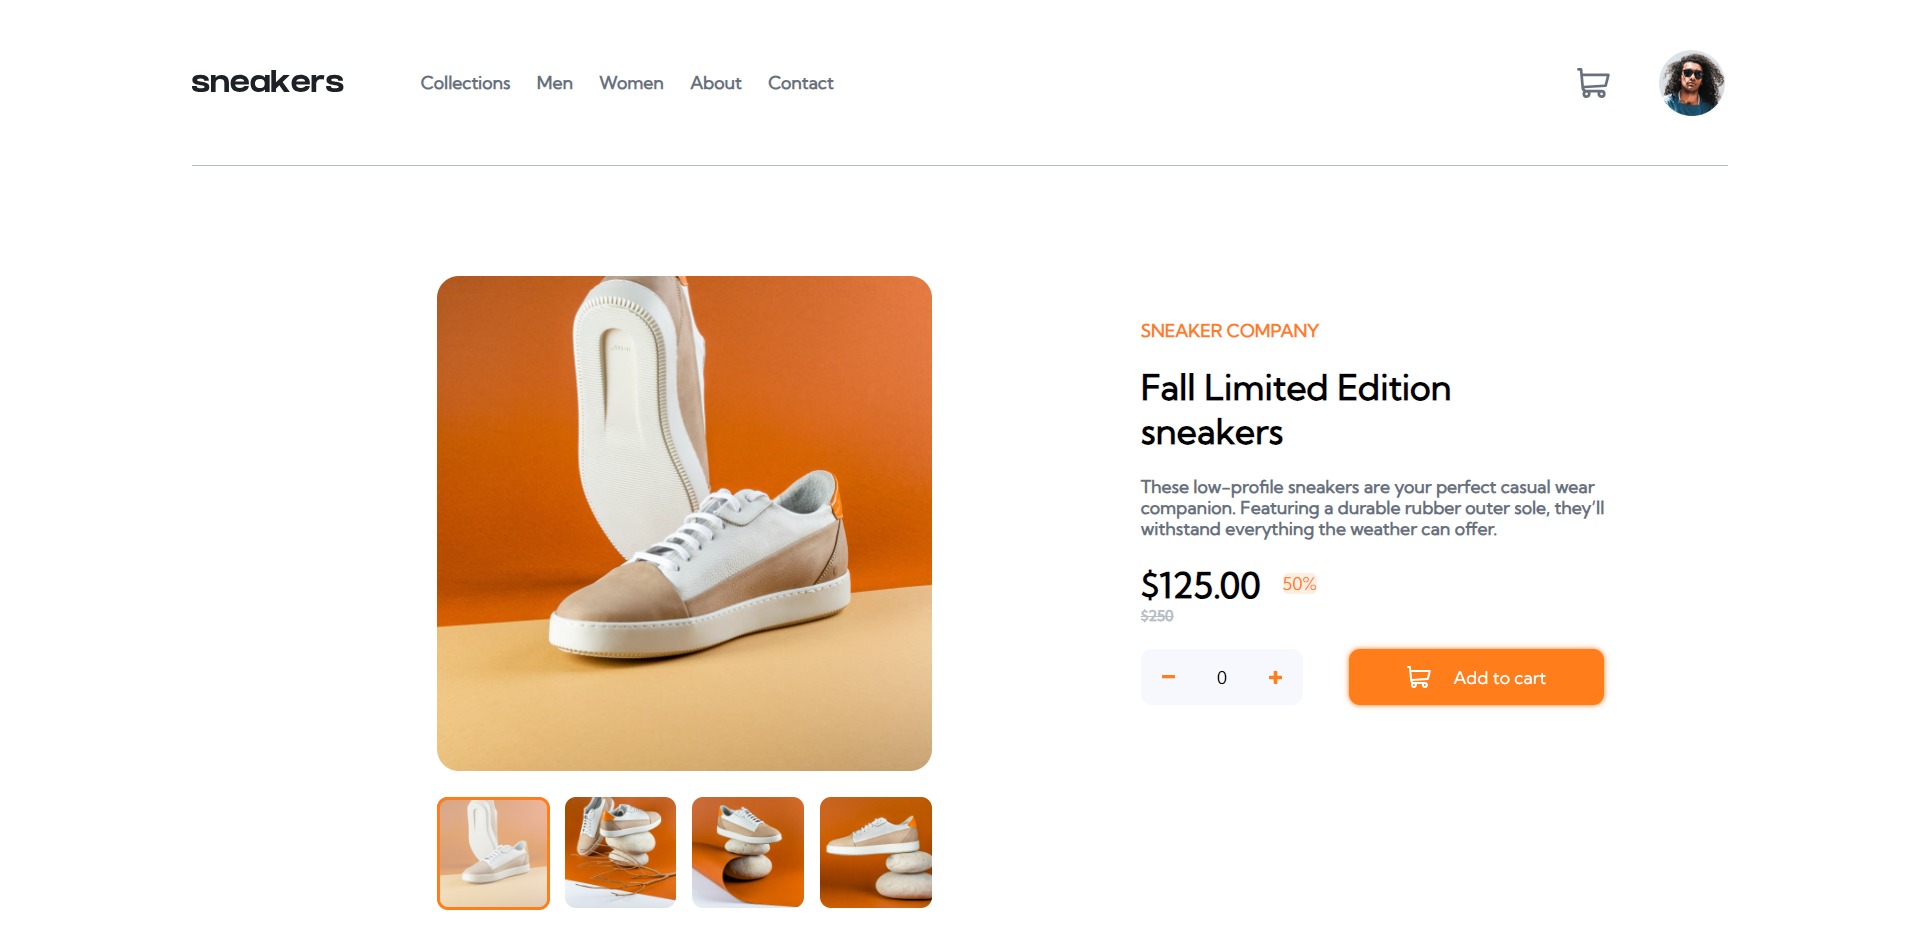 sneakers
Collections Men Women About Contact
SNEAKER COMPANY
Fall Limited Edition
sneakers
These low-profile sneakers are your perfect casual wear
companion. Featuring a durable rubber outer sole, they’ll
withstand everything the weather can offer.
$125.00 50%
$250
0
Add to cart